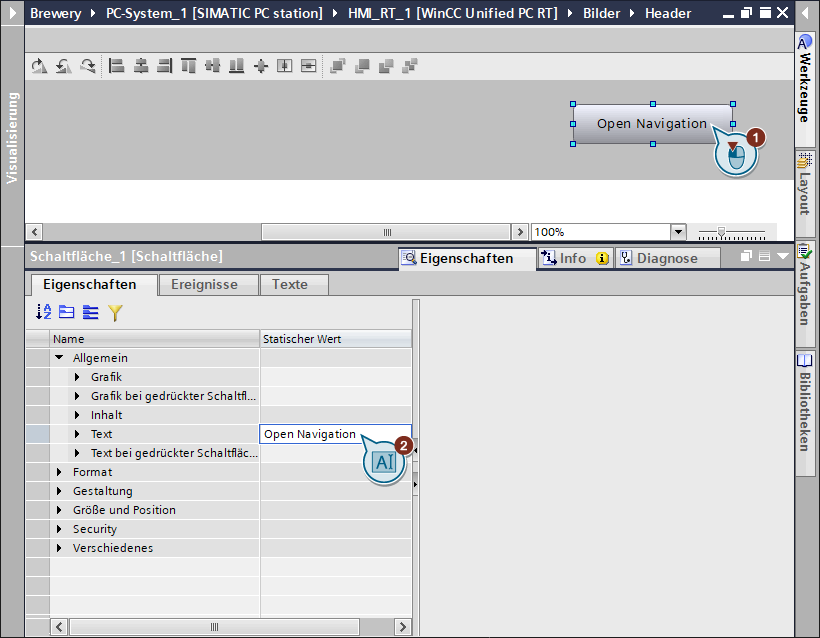 Brewery ▸ PC-System_1 [SIMATIC PC station] ▸ HMI_RT_1 [WinCC Unified PC RT] ▸ Bilder ▸ Header
Visualisierung
Open Navigation
1
100%
Werkzeuge
Layout
Aufgaben
Bibliotheken
Schaltfläche_1 [Schaltfläche]
Eigenschaften
Info
Diagnose
Eigenschaften
Ereignisse
Texte
Name
Statischer Wert
Allgemein
Grafik
Grafik bei gedrückter Schaltfl...
Inhalt
Text
Open Navigation
2
AI
Text bei gedrückter Schaltfläc...
Format
Gestaltung
Größe und Position
Security
Verschiedenes